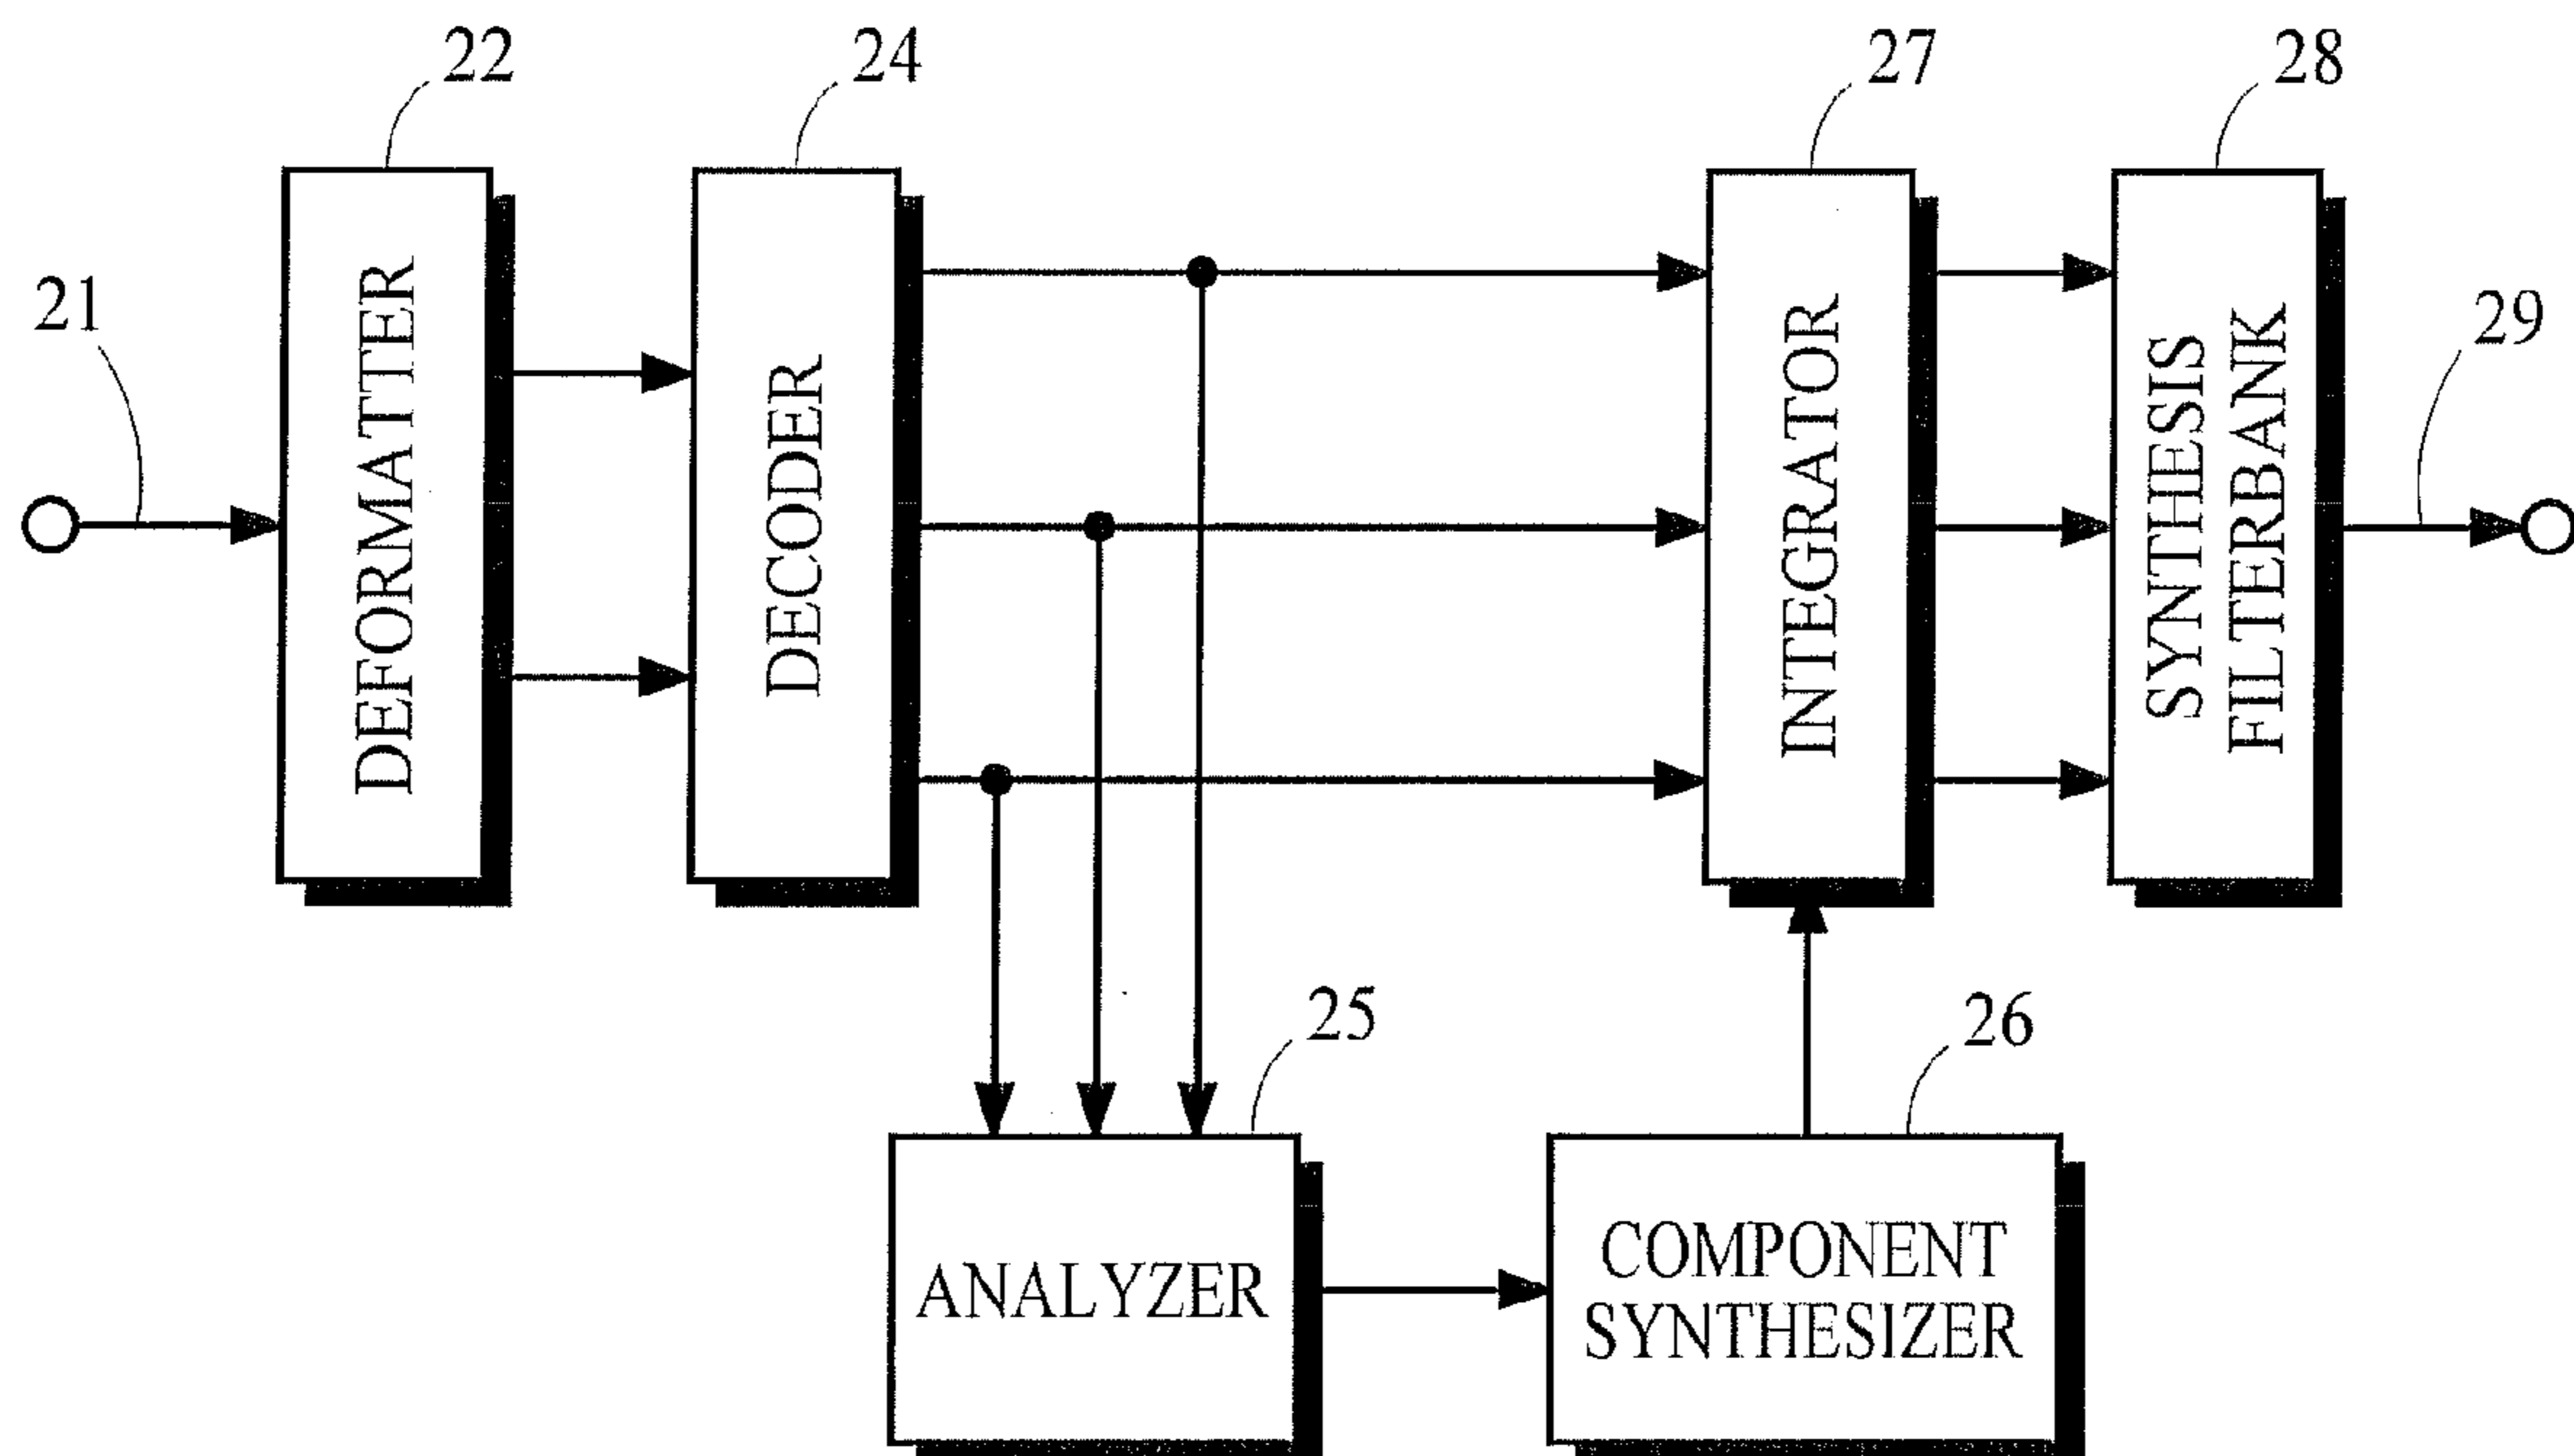 22
24
27
28
21
29
DEFORMATTER
DECODER
INTEGRATOR
SYNTHESIS
FILTERBANK
25
26
ANALYZER
COMPONENT
SYNTHESIZER